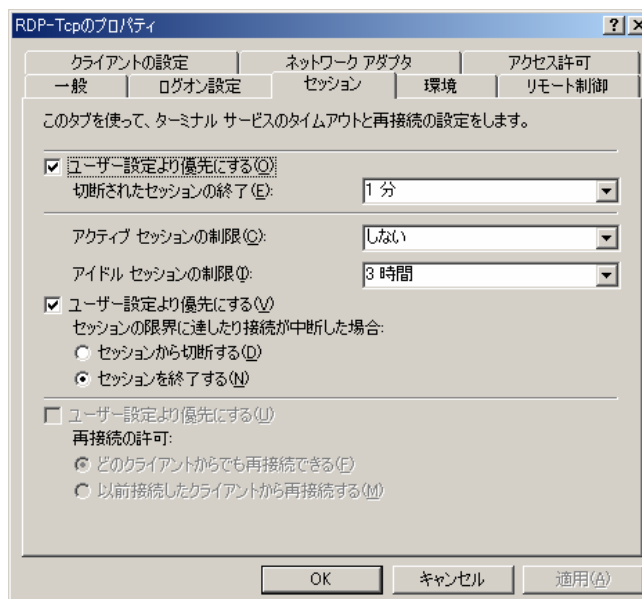 RDP-Tcpのプロパティ
クライアントの設定 ネットワーク アダプタ アクセス許可
一般 ログオン設定 セッション 環境 リモート制御
このタブを使って、ターミナル サービスのタイムアウトと再接続の設定をします。
ユーザー設定より優先にする(O)
切断されたセッションの終了(E): 1 分
アクティブ セッションの制限(C): しない
アイドル セッションの制限(I): 3 時間
ユーザー設定より優先にする(V)
セッションの限界に達したり接続が中断した場合:
セッションから切断する(D)
セッションを終了する(N)
ユーザー設定より優先にする(U)
再接続の許可:
どのクライアントからでも再接続できる(F)
以前接続したクライアントから再接続する(M)
OK キャンセル 適用(A)